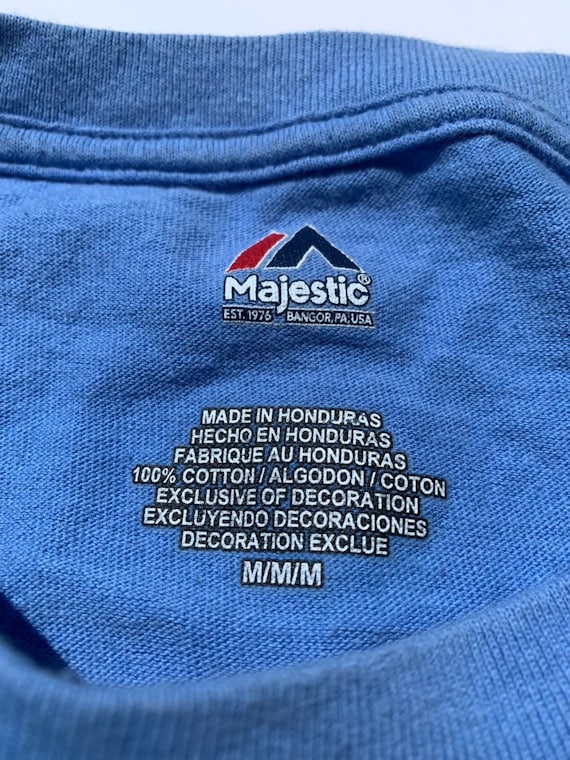 Majestic®
EST. 1976 BANGOR, PA, USA
MADE IN HONDURAS
HECHO EN HONDURAS
FABRIQUE AU HONDURAS
100% COTTON / ALGODON / COTON
EXCLUSIVE OF DECORATION
EXCLUYENDO DECORACIONES
DECORATION EXCLUE
M/M/M